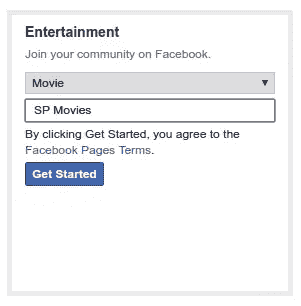 Entertainment
Join your community on Facebook.
Movie
SP Movies
By clicking Get Started, you agree to the
Facebook Pages Terms.
Get Started